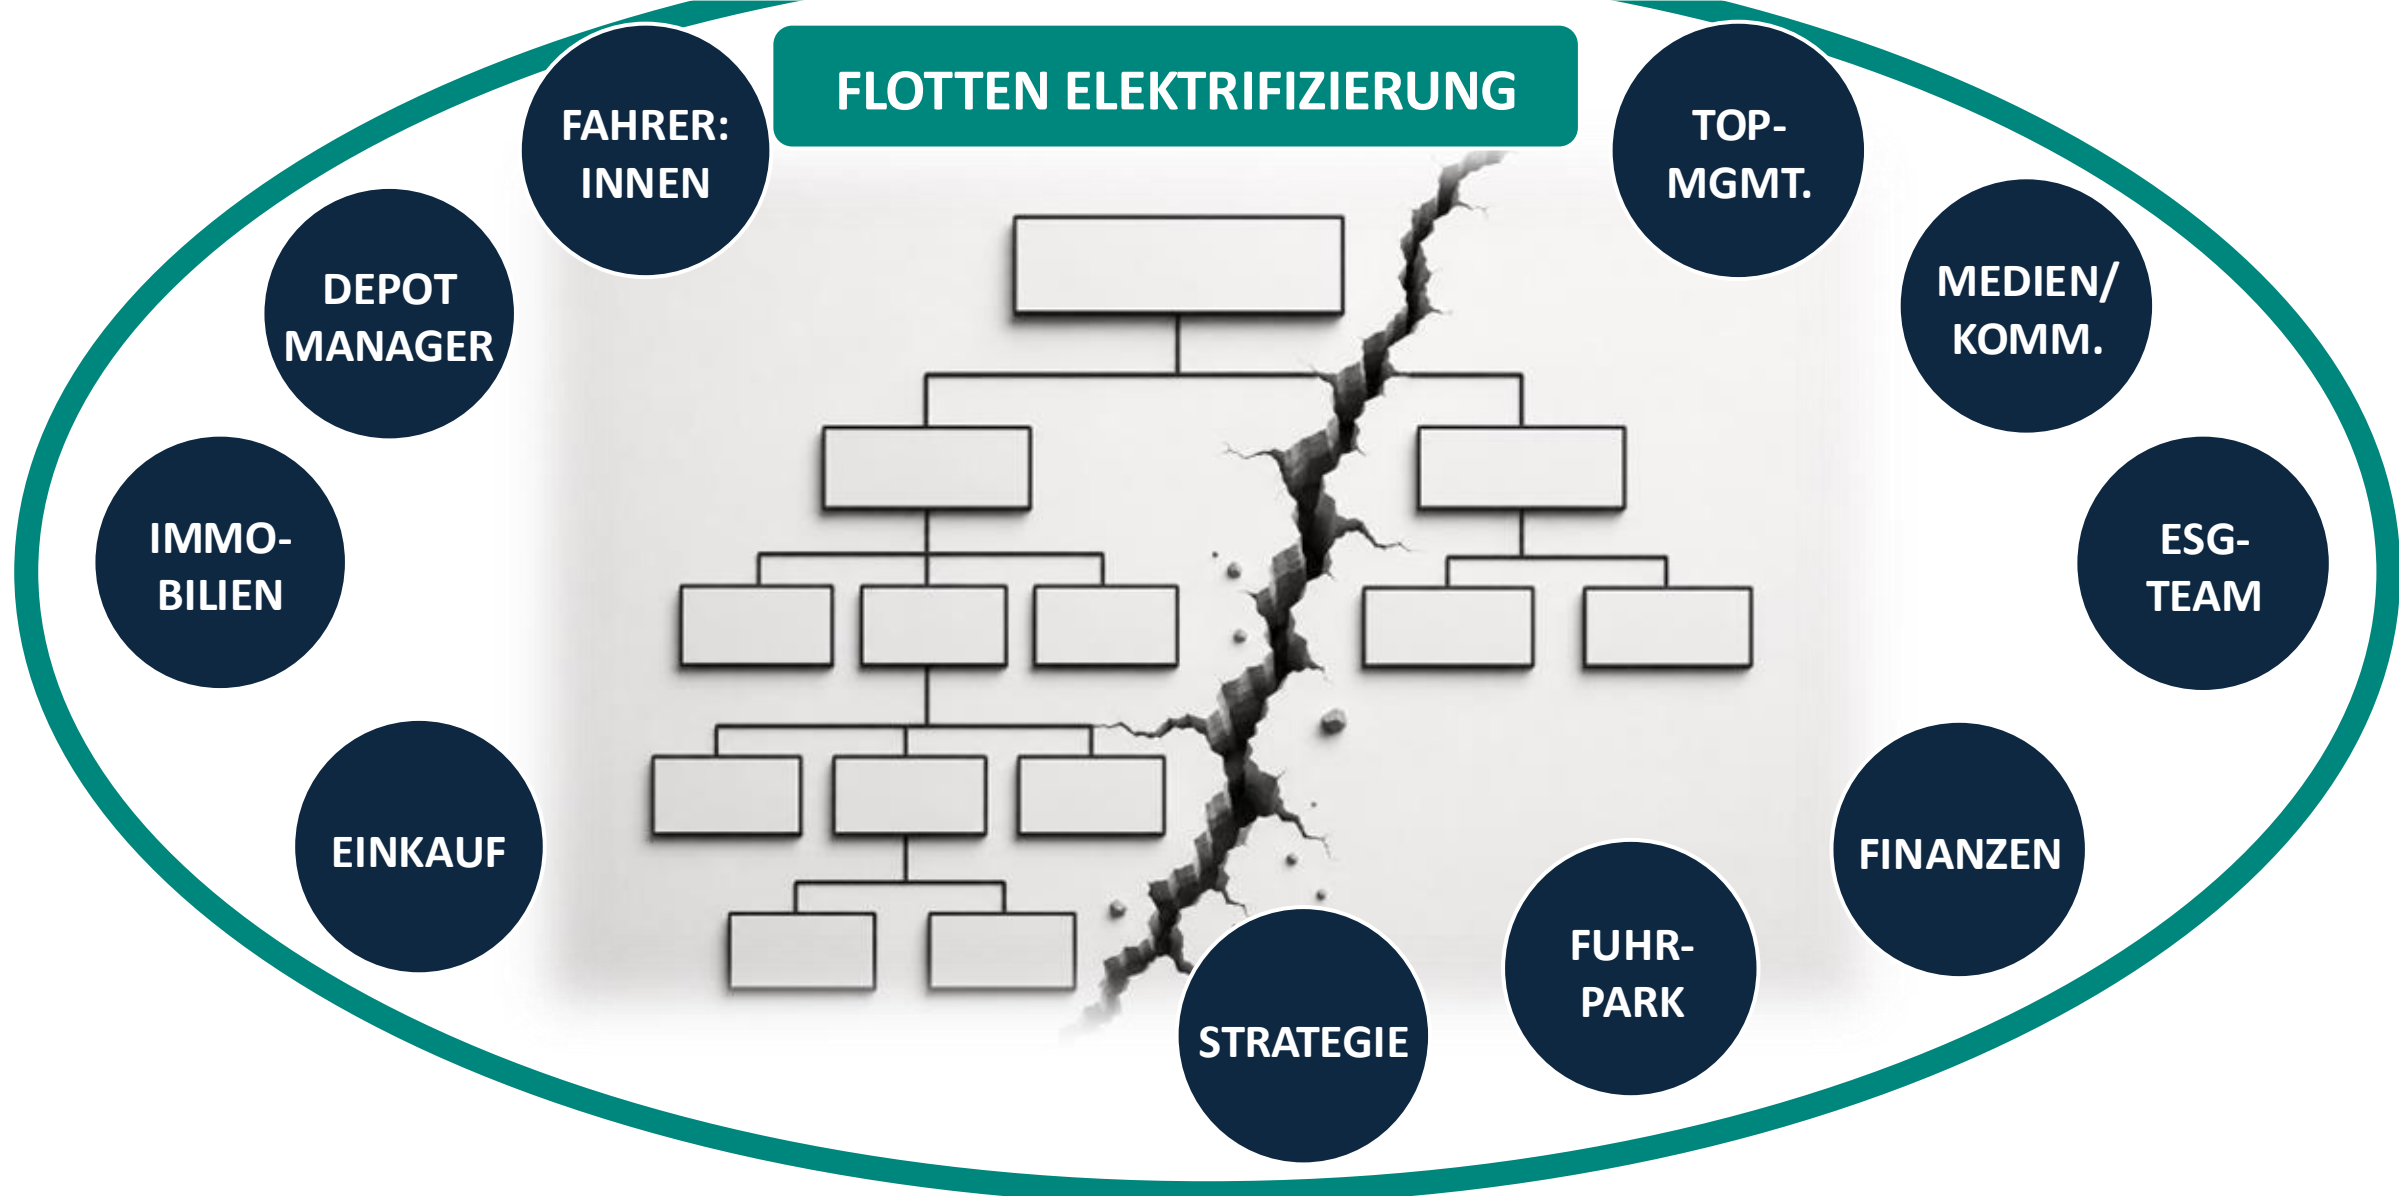 FLOTTEN ELEKTRIFIZIERUNG
FAHRER:
INNEN
TOP-
MGMT.
DEPOT
MANAGER
MEDIEN/
KOMM.
IMMO-
BILIEN
ESG-
TEAM
EINKAUF
FINANZEN
FUHR-
PARK
STRATEGIE